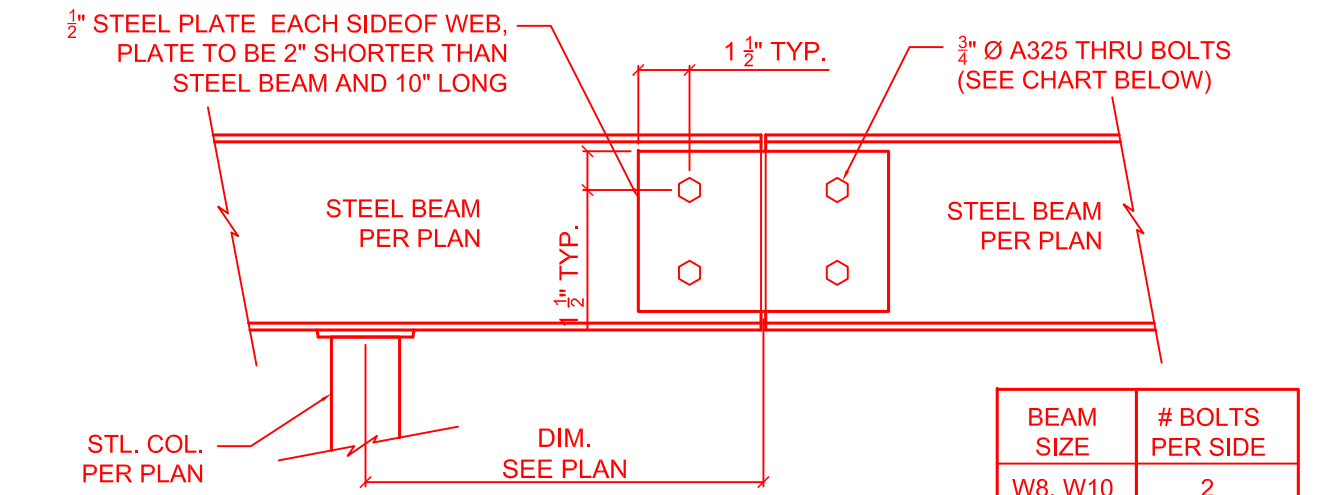 ½" STEEL PLATE EACH SIDEOF WEB,
PLATE TO BE 2" SHORTER THAN
STEEL BEAM AND 10" LONG
1 ½" TYP.
¾" Ø A325 THRU BOLTS
(SEE CHART BELOW)
STEEL BEAM
PER PLAN
1 ½" TYP.
STEEL BEAM
PER PLAN
STL. COL.
PER PLAN
DIM.
SEE PLAN
BEAM
SIZE
# BOLTS
PER SIDE
W8, W10
2